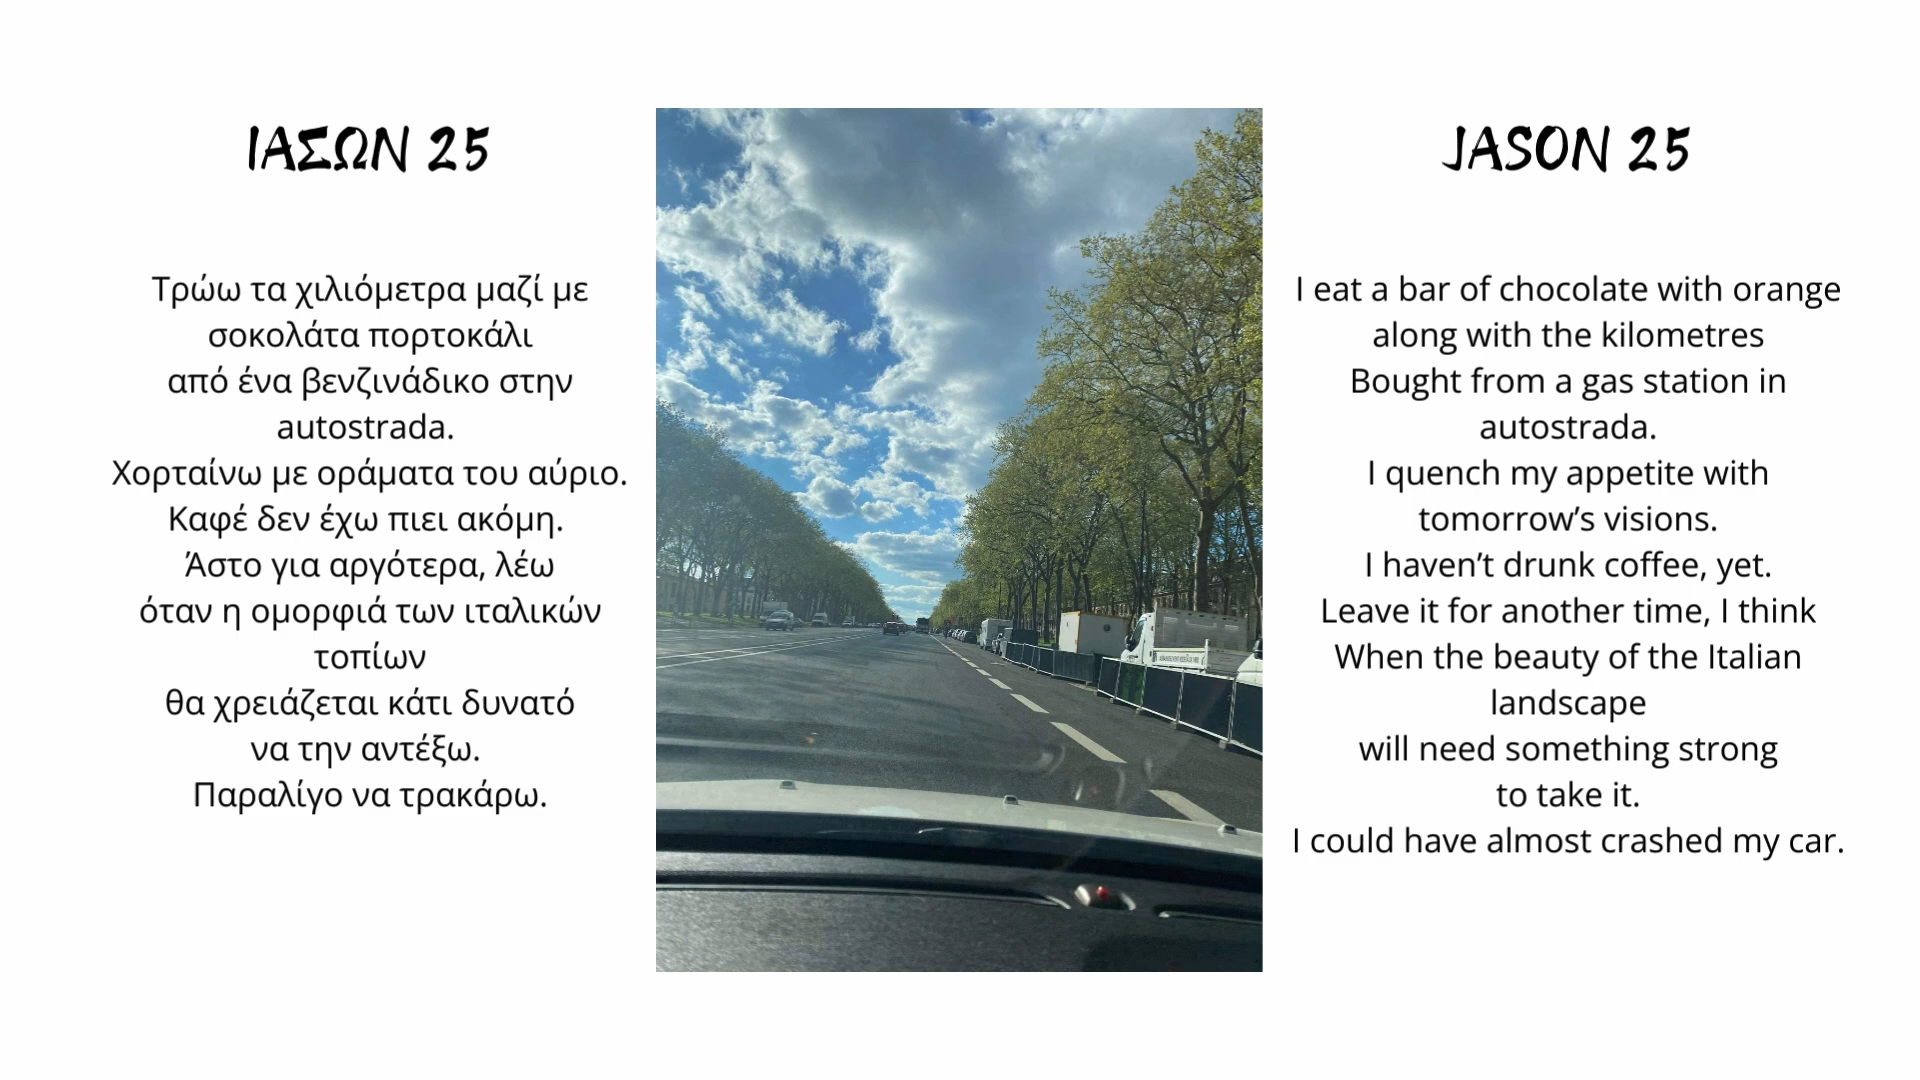 ΙΑΣΩΝ 25
Τρώω τα χιλιόμετρα μαζί με
σοκολάτα πορτοκάλι
από ένα βενζινάδικο στην
autostrada.
Χορταίνω με οράματα του αύριο.
Καφέ δεν έχω πιει ακόμη.
Άστο για αργότερα, λέω
όταν η ομορφιά των ιταλικών
τοπίων
θα χρειάζεται κάτι δυνατό
να την αντέξω.
Παραλίγο να τρακάρω.
JASON 25
I eat a bar of chocolate with orange
along with the kilometres
Bought from a gas station in
autostrada.
I quench my appetite with
tomorrow’s visions.
I haven’t drunk coffee, yet.
Leave it for another time, I think
When the beauty of the Italian
landscape
will need something strong
to take it.
I could have almost crashed my car.